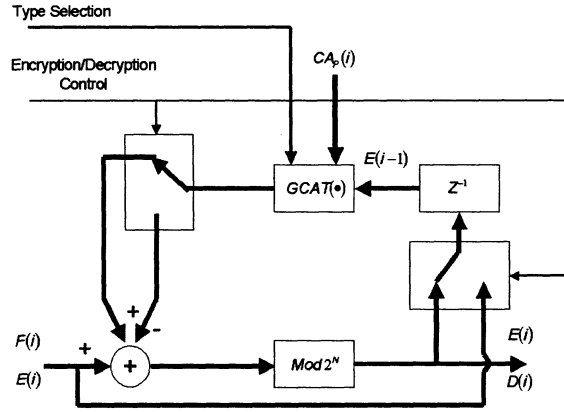 Type Selection
Encryption/Decryption
Control
CAₚ(i)
E(i−1)
GCAT(•)
Z⁻¹
+
−
F(i)
+
+
E(i)
Mod 2ᴺ
E(i)
D(i)